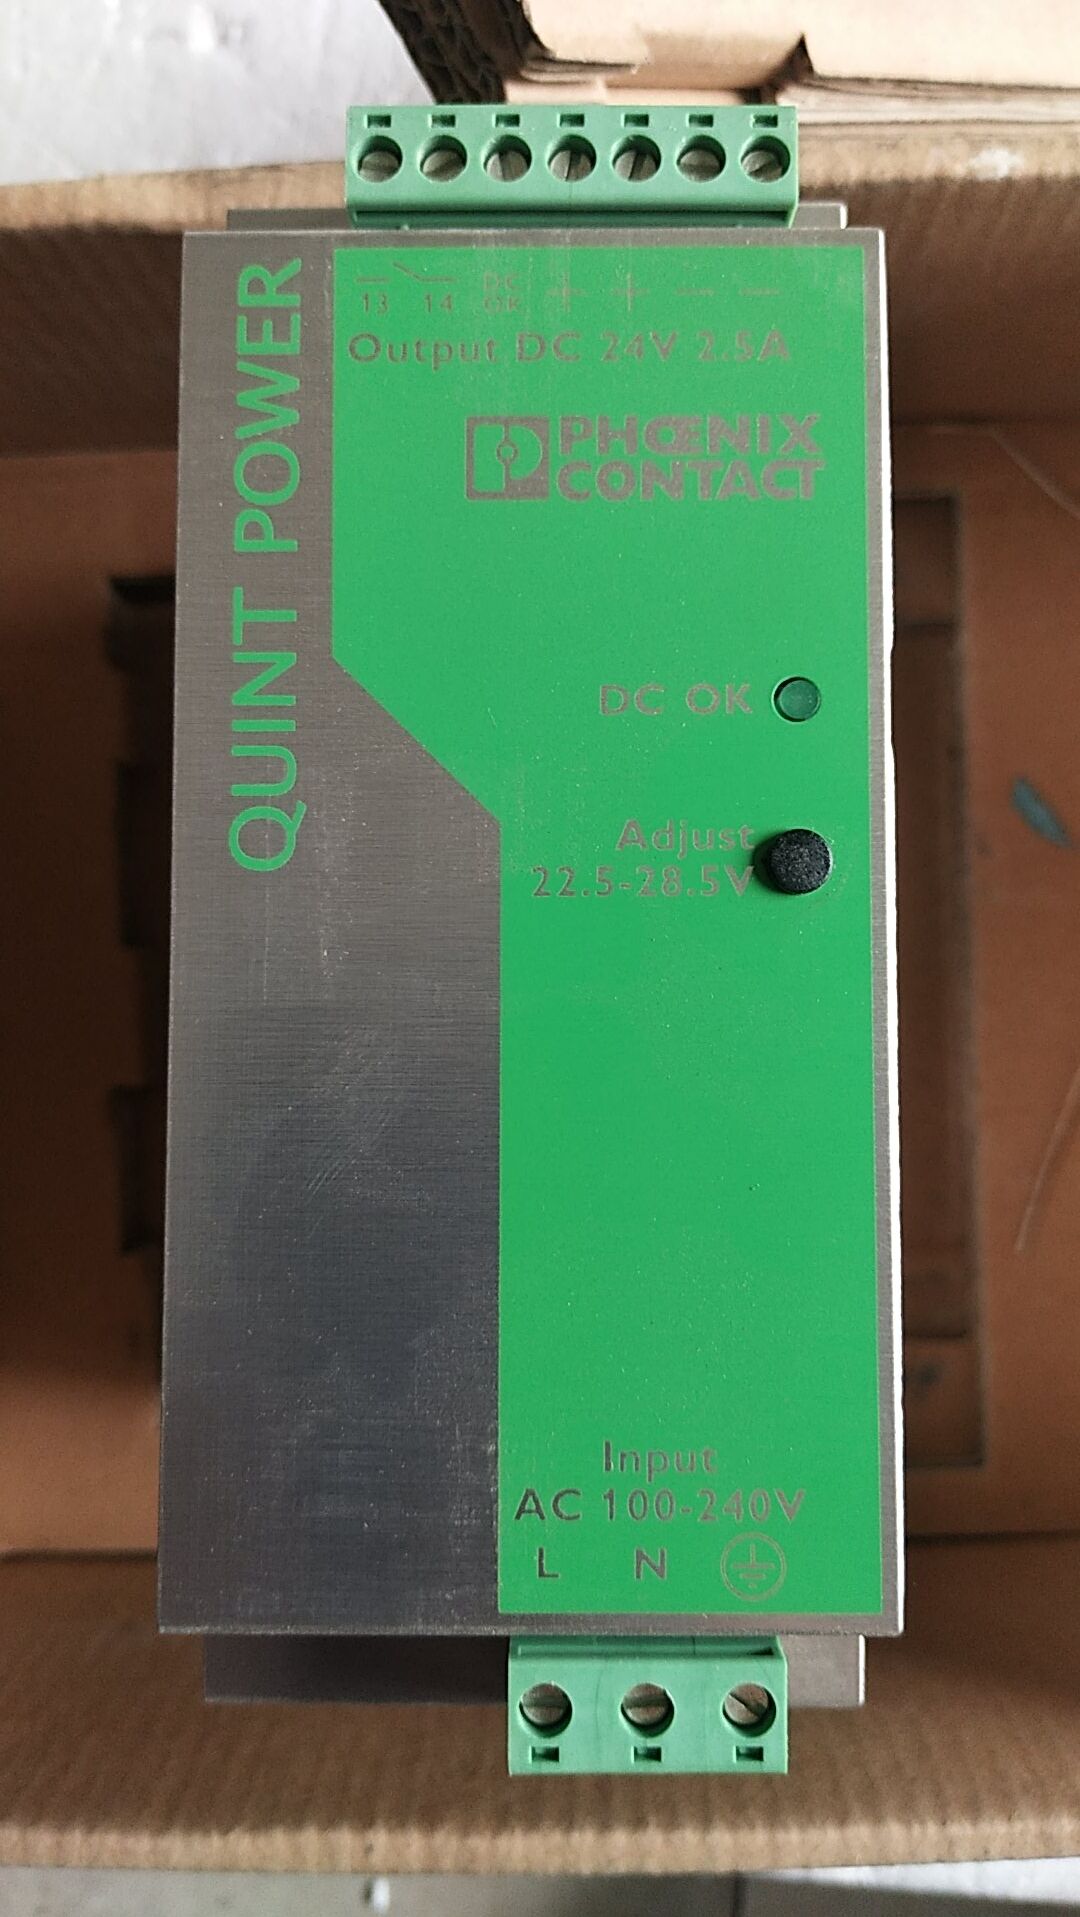 13 14 DC OK + + − −
Output DC 24V 2.5A
PHŒNIX
CONTACT
QUINT POWER
DC OK
Adjust
22.5-28.5V
Input
AC 100-240V
L N